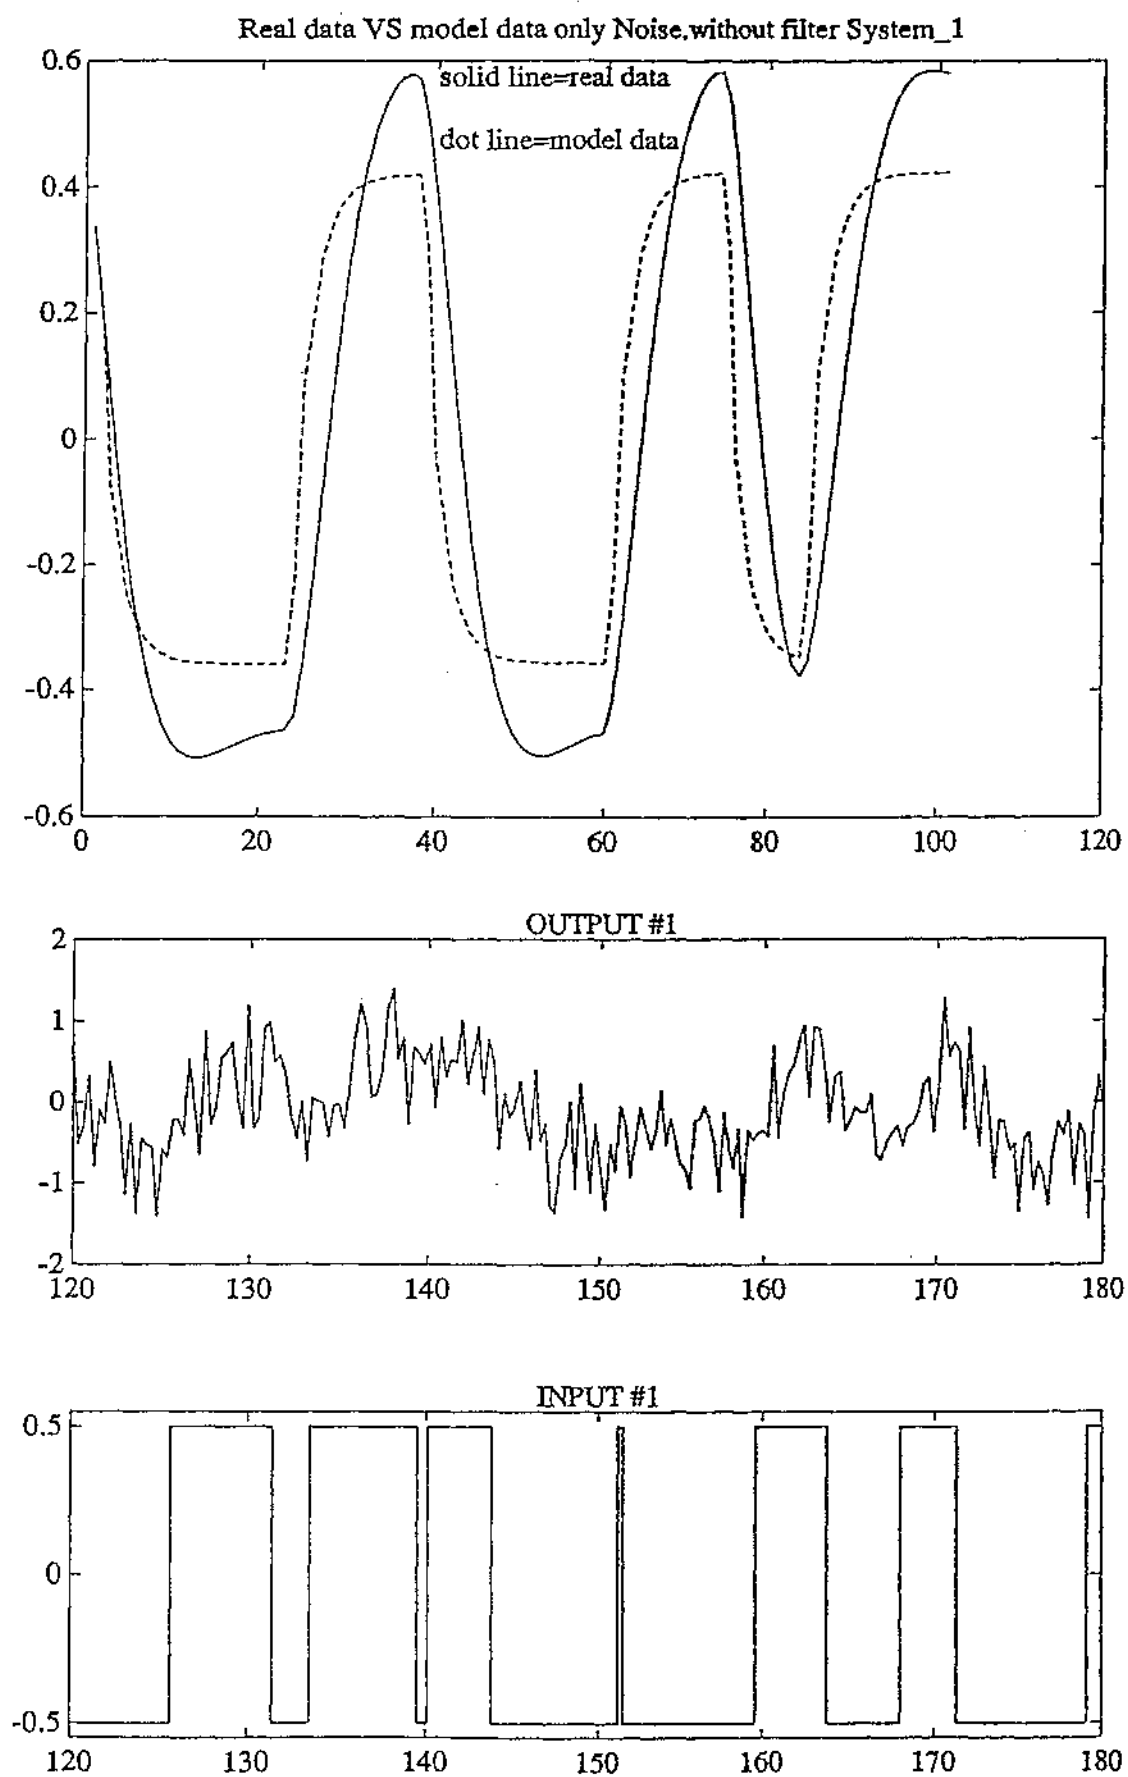 Real data VS model data only Noise,without filter System_1
0.6
solid line=real data
dot line=model data
0.4
0.2
0
-0.2
-0.4
-0.6
0 20 40 60 80 100 120
OUTPUT #1
2
1
0
-1
-2
120 130 140 150 160 170 180
INPUT #1
0.5
0
-0.5
120 130 140 150 160 170 180